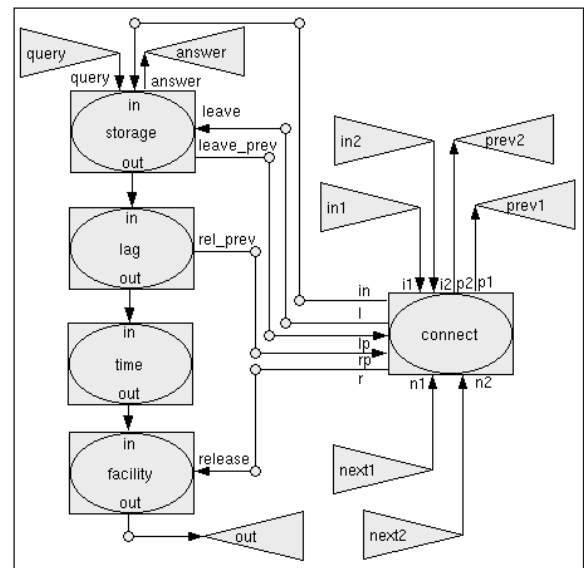 query
answer
query
answer
in
storage
out
leave
leave_prev
in2
prev2
in1
prev1
in
lag
out
rel_prev
i1
i2
p2
p1
in
l
lp
rp
r
connect
n1
n2
in
time
out
in
facility
out
release
next1
next2
out